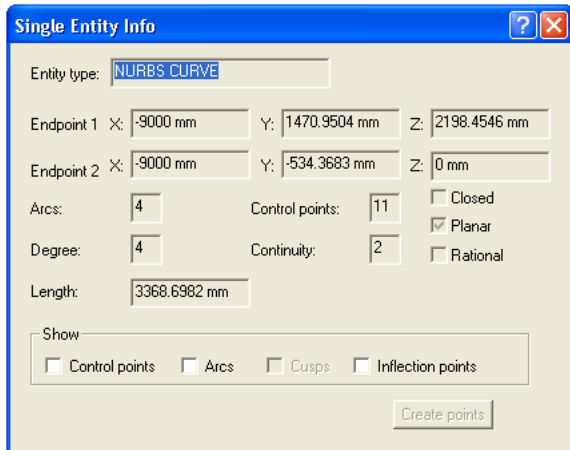 Single Entity Info
Entity type: NURBS CURVE
Endpoint 1 X: -9000 mm Y: 1470.9504 mm Z: 2198.4546 mm
Endpoint 2 X: -9000 mm Y: -534.3683 mm Z: 0 mm
Arcs: 4 Control points: 11 Closed
Planar
Degree: 4 Continuity: 2 Rational
Length: 3368.6982 mm
Show
Control points Arcs Cusps Inflection points
Create points